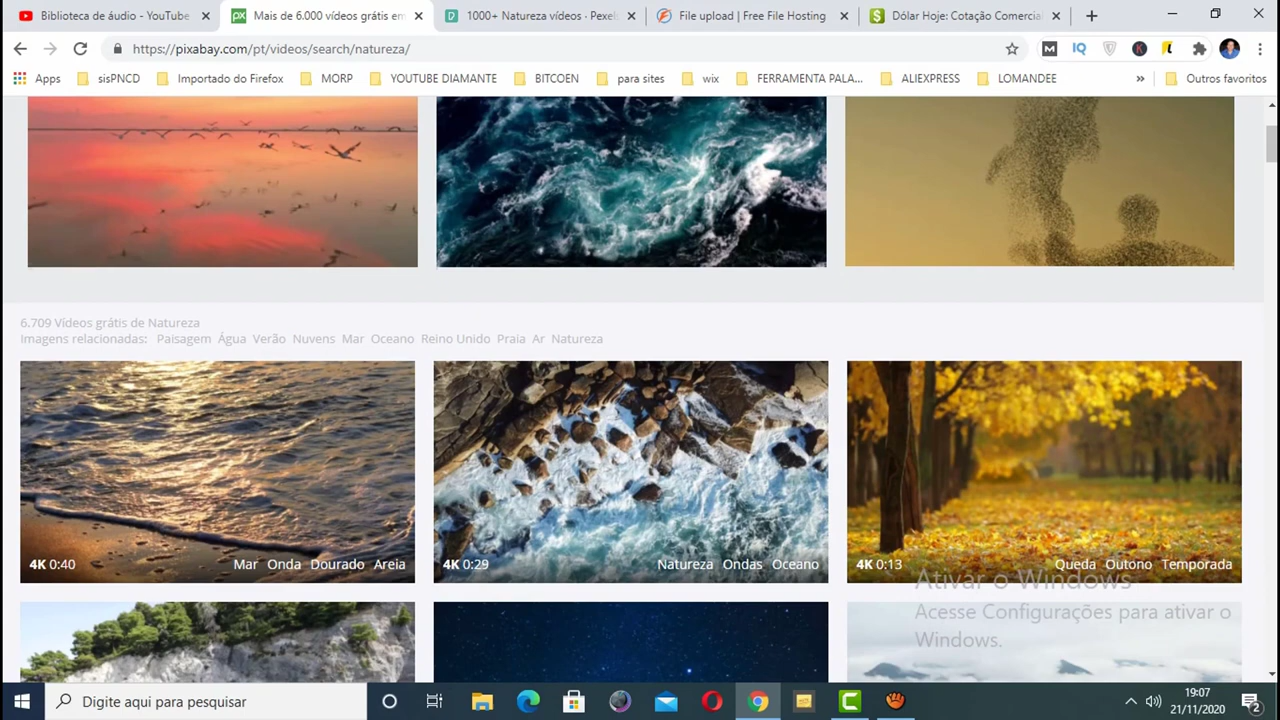 Biblioteca de áudio - YouTube
Mais de 6.000 vídeos grátis em
1000+ Natureza vídeos · Pexels
File upload | Free File Hosting
Dólar Hoje: Cotação Comercial
https://pixabay.com/pt/videos/search/natureza/
Apps
sisPNCD
Importado do Firefox
MORP
YOUTUBE DIAMANTE
BITCOEN
para sites
wix
FERRAMENTA PALA...
ALIEXPRESS
LOMANDEE
»
Outros favoritos
6.709 Vídeos grátis de Natureza
Imagens relacionadas: Paisagem Água Verão Nuvens Mar Oceano Reino Unido Praia Ar Natureza
4K 0:40
Mar Onda Dourado Areia
4K 0:29
Natureza Ondas Oceano
4K 0:13
Queda Outono Temporada
Ativar o Windows
Acesse Configurações para ativar o
Windows.
Digite aqui para pesquisar
19:07
21/11/2020
2